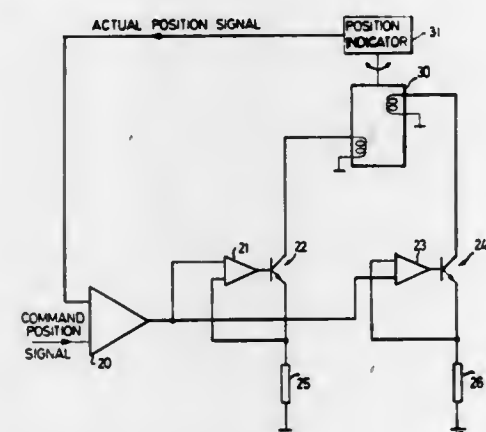 ACTUAL POSITION SIGNAL
POSITION
INDICATOR
31
30
21
22
23
24
COMMAND
POSITION
SIGNAL
20
25
26